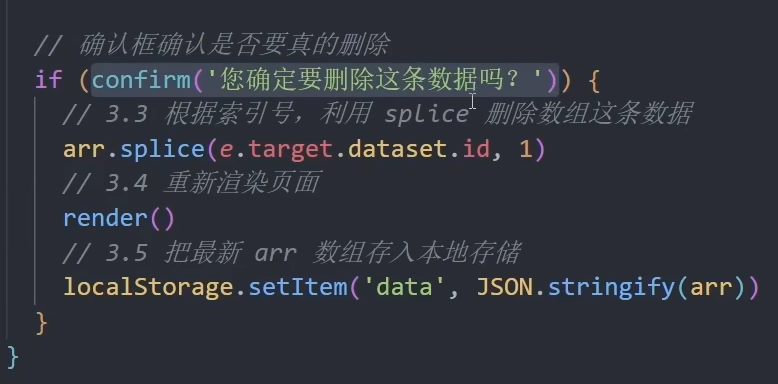 // 确认框确认是否要真的删除
if (confirm('您确定要删除这条数据吗？')) {
// 3.3 根据索引号，利用 splice 删除数组这条数据
arr.splice(e.target.dataset.id, 1)
// 3.4 重新渲染页面
render()
// 3.5 把最新 arr 数组存入本地存储
localStorage.setItem('data', JSON.stringify(arr))
}
}